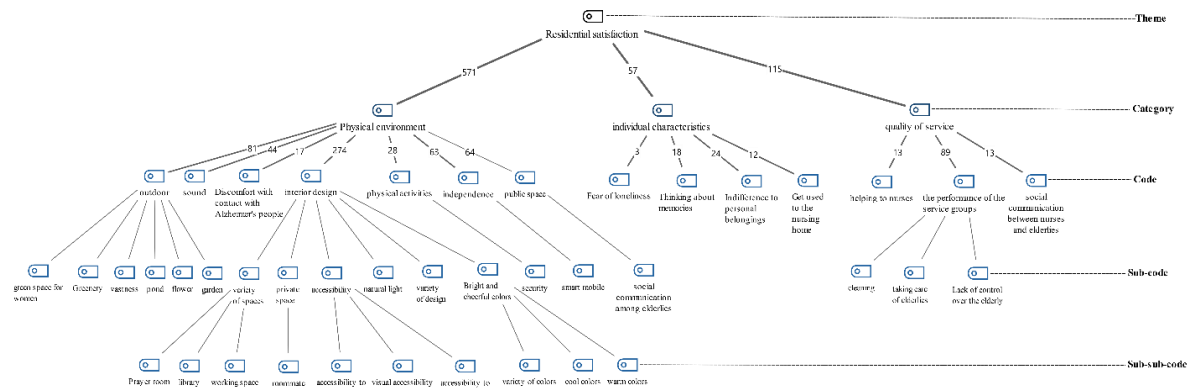 Theme
Residential satisfaction
571
57
115
Category
Physical environment
individual characteristics
quality of service
81
44
17
274
28
63
64
3
18
24
12
13
89
13
Code
outdoor
sound
Discomfort with
contact with
Alzheimer's people
interior design
physical activities
independence
public space
Fear of loneliness
Thinking about
memories
Indifference to
personal
belongings
Get used
to the
nursing
home
helping to nurses
the performance of the
service groups
social
communication
between nurses
and elderlies
Sub-code
green space for
women
Greenery
vastness
pond
flower
garden
variety
of spaces
private
space
accessibility
natural light
variety
of design
Bright and
cheerful colors
security
smart mobile
social
communication
among elderlies
cleaning
taking care
of elderlies
Lack of control
over the elderly
Sub-sub-code
Prayer room
library
working space
roommate
accessibility to
visual accessibility
accessibility to
variety of colors
cool colors
warm colors